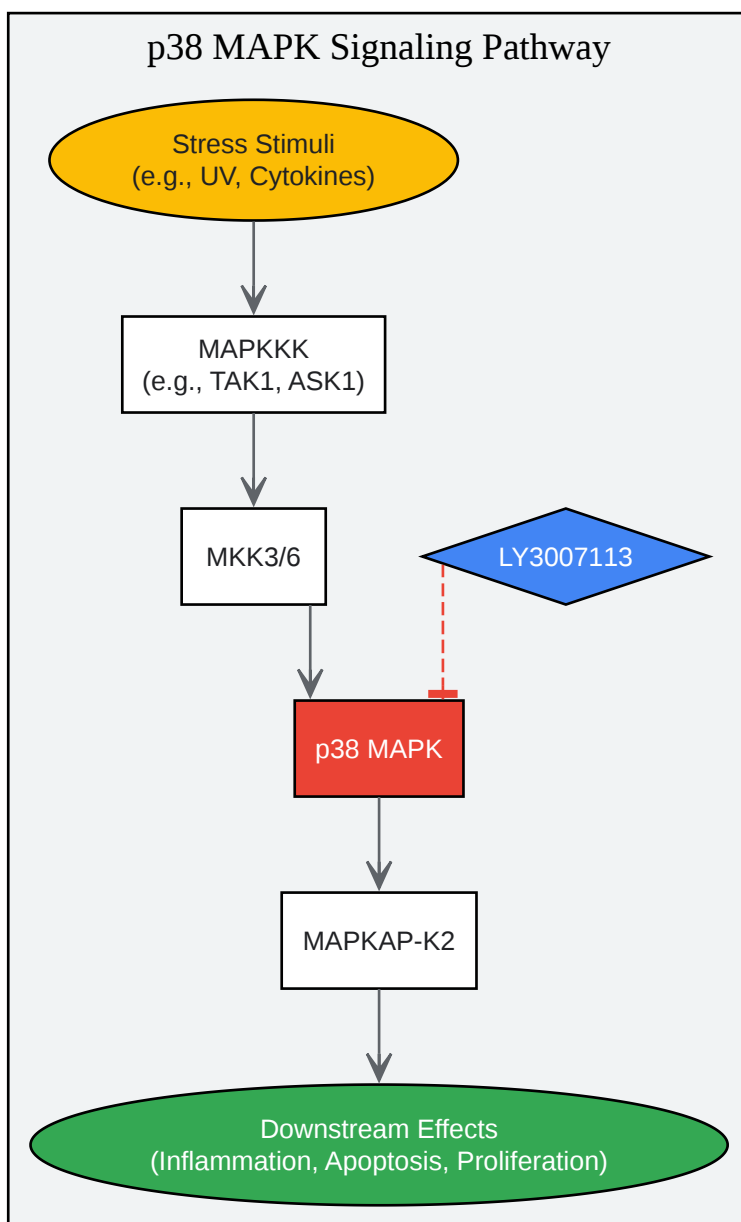 p38 MAPK Signaling Pathway
Stress Stimuli
(e.g., UV, Cytokines)
MAPKKK
(e.g., TAK1, ASK1)
MKK3/6
LY3007113
p38 MAPK
MAPKAP-K2
Downstream Effects
(Inflammation, Apoptosis, Proliferation)